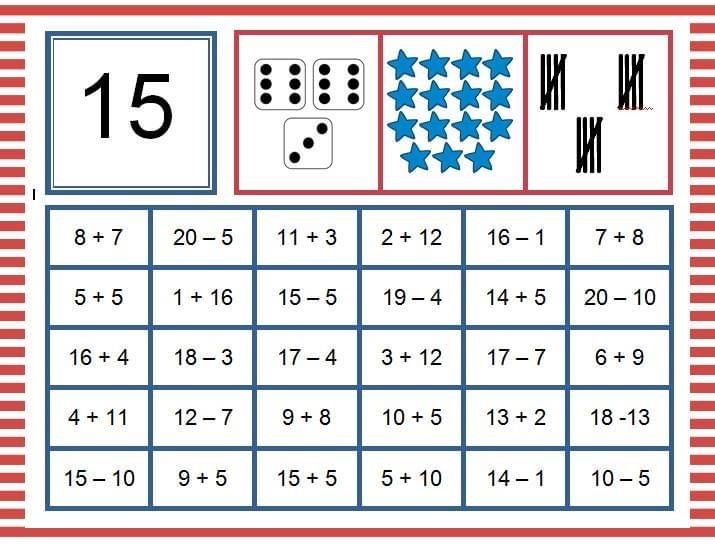 15
8 + 7 20 – 5 11 + 3 2 + 12 16 – 1 7 + 8
5 + 5 1 + 16 15 – 5 19 – 4 14 + 5 20 – 10
16 + 4 18 – 3 17 – 4 3 + 12 17 – 7 6 + 9
4 + 11 12 – 7 9 + 8 10 + 5 13 + 2 18 -13
15 – 10 9 + 5 15 + 5 5 + 10 14 – 1 10 – 5